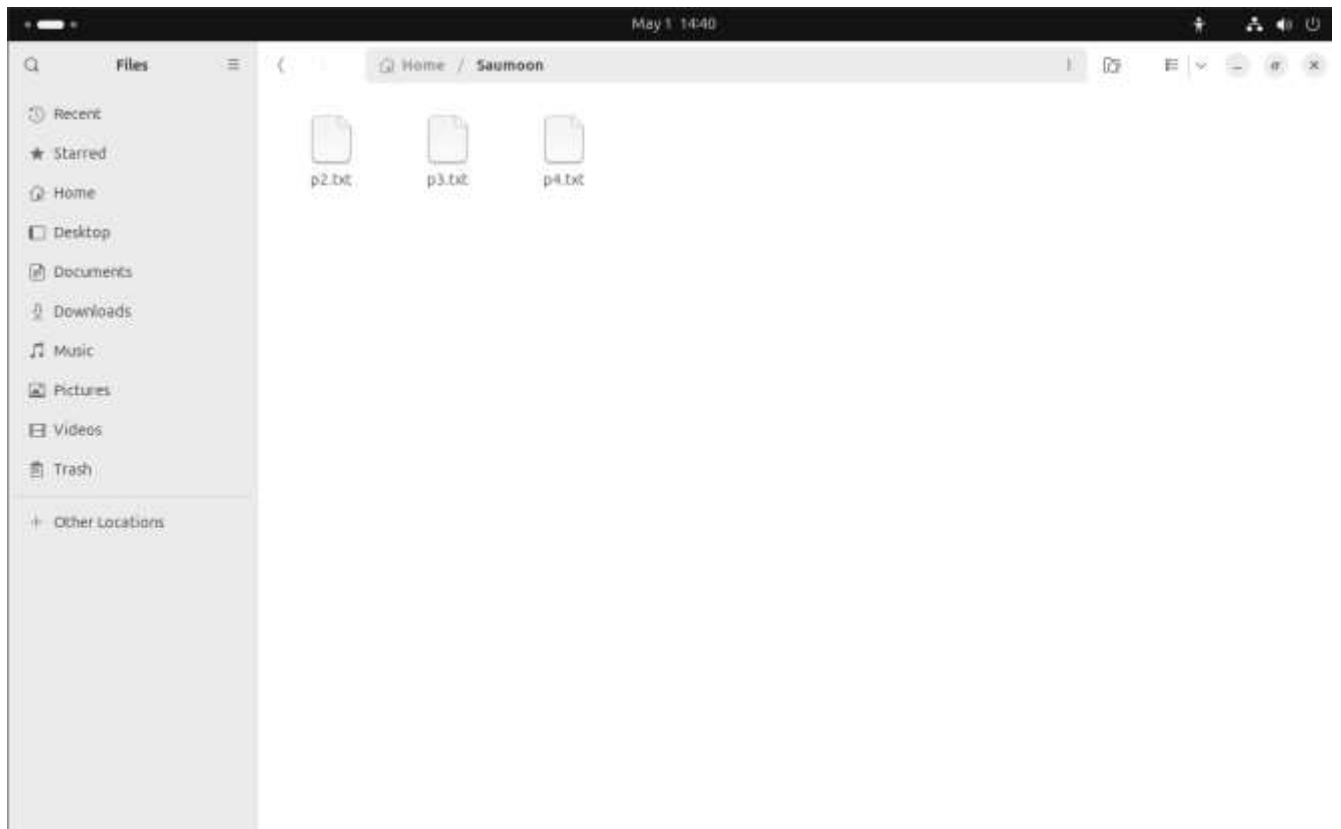 May 1 14:40
Files
Home / Saumoon
Recent
Starred
Home
Desktop
Documents
Downloads
Music
Pictures
Videos
Trash
+ Other Locations
p2.txt p3.txt p4.txt